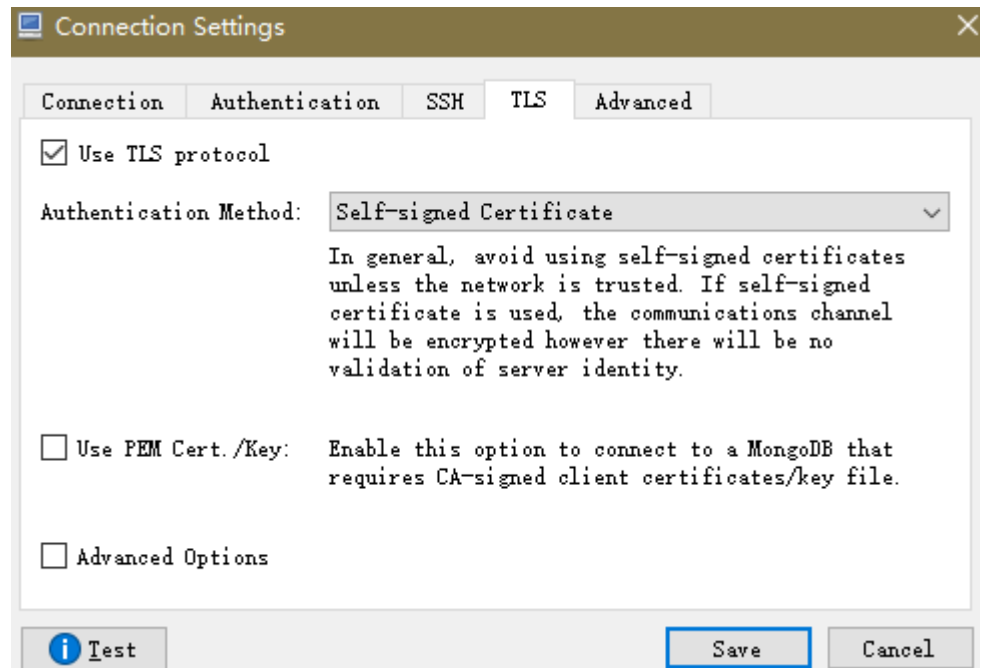 Connection Settings
Connection Authentication SSH TLS Advanced
Use TLS protocol
Authentication Method: Self-signed Certificate
In general, avoid using self-signed certificates
unless the network is trusted. If self-signed
certificate is used, the communications channel
will be encrypted however there will be no
validation of server identity.
Use PEM Cert./Key: Enable this option to connect to a MongoDB that
requires CA-signed client certificates/key file.
Advanced Options
Test Save Cancel